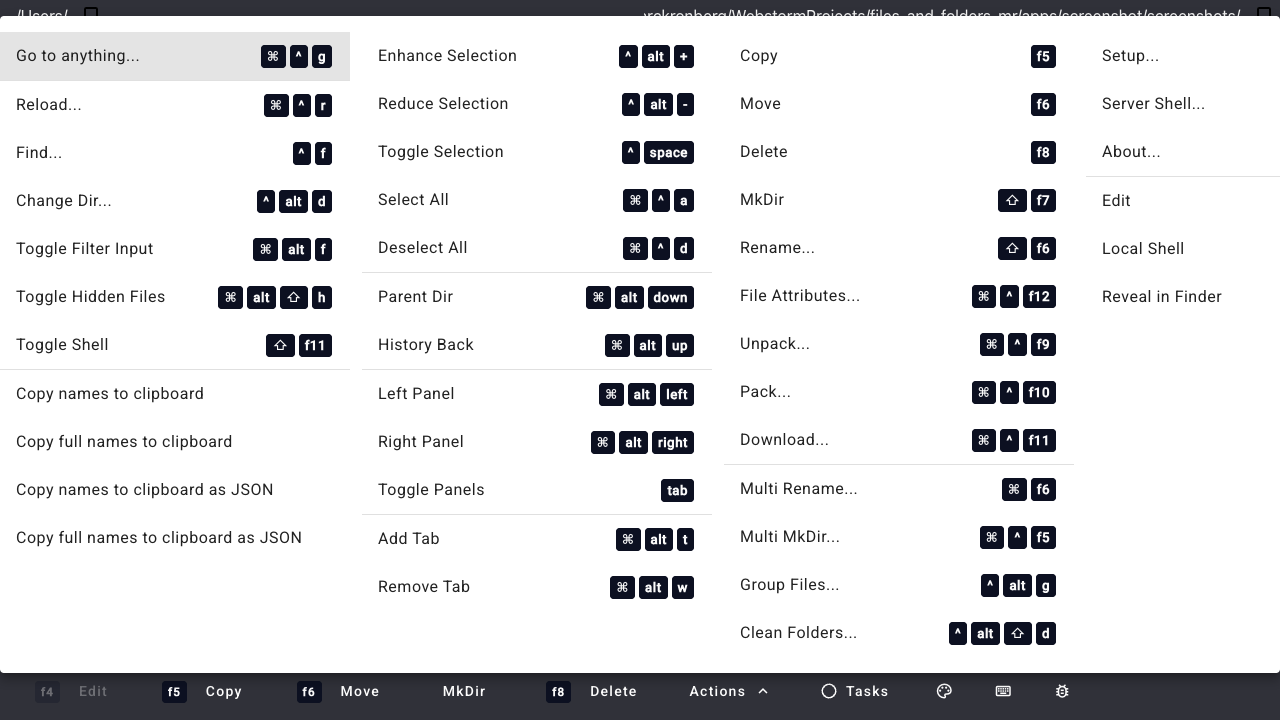 /Users/
rckronberg/WebstormProjects/files_and_folders_mr/apps/screenshot/screenshots/
Go to anything... ⌘ ^ g
Reload... ⌘ ^ r
Find... ^ f
Change Dir... ^ alt d
Toggle Filter Input ⌘ alt f
Toggle Hidden Files ⌘ alt ⇧ h
Toggle Shell ⇧ f11
Copy names to clipboard
Copy full names to clipboard
Copy names to clipboard as JSON
Copy full names to clipboard as JSON
Enhance Selection ^ alt +
Reduce Selection ^ alt -
Toggle Selection ^ space
Select All ⌘ ^ a
Deselect All ⌘ ^ d
Parent Dir ⌘ alt down
History Back ⌘ alt up
Left Panel ⌘ alt left
Right Panel ⌘ alt right
Toggle Panels tab
Add Tab ⌘ alt t
Remove Tab ⌘ alt w
Copy f5
Move f6
Delete f8
MkDir ⇧ f7
Rename... ⇧ f6
File Attributes... ⌘ ^ f12
Unpack... ⌘ ^ f9
Pack... ⌘ ^ f10
Download... ⌘ ^ f11
Multi Rename... ⌘ f6
Multi MkDir... ⌘ ^ f5
Group Files... ^ alt g
Clean Folders... ^ alt ⇧ d
Setup...
Server Shell...
About...
Edit
Local Shell
Reveal in Finder
f4 Edit f5 Copy f6 Move MkDir f8 Delete Actions Tasks